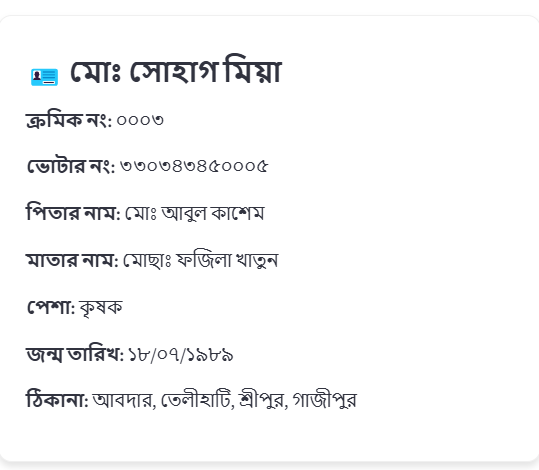 মোঃ সোহাগ মিয়া
ক্রমিক নং: ০০০৩
ভোটার নং: ৩৩০৩৪৩৪৫০০০৫
পিতার নাম: মোঃ আবুল কাশেম
মাতার নাম: মোছাঃ ফজিলা খাতুন
পেশা: কৃষক
জন্ম তারিখ: ১৮/০৭/১৯৮৯
ঠিকানা: আবদার, তেলীহাটি, শ্রীপুর, গাজীপুর